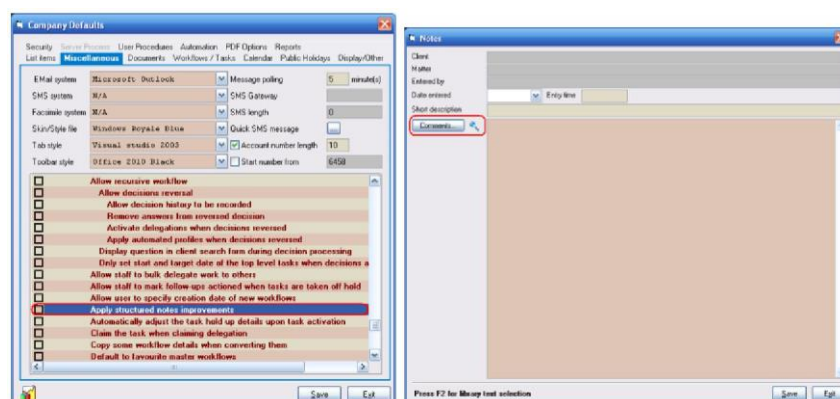 Company Defaults
Security Server Process User Procedures Automation PDF Options Reports
List items Miscellaneous Documents Workflows / Tasks Calendar Public Holidays Display/Other
EMail system Microsoft Outlook Message polling 5 minute(s)
SMS system N/A SMS Gateway
Facsimile system N/A SMS length 0
Skin/Style file Windows Royale Blue Quick SMS message
Tab style Visual studio 2003 Account number length 10
Toolbar style Office 2010 Black Start number from 6458
Allow recursive workflow
Allow decisions reversal
Allow decision history to be recorded
Remove answers from reversed decision
Activate delegations when decisions reversed
Apply automated profiles when decisions reversed
Display question in client search form during decision processing
Only set start and target date of the top level tasks when decisions a
Allow staff to bulk delegate work to others
Allow staff to mark follow-ups actioned when tasks are taken off hold
Allow user to specify creation date of new workflows
Apply structured notes improvements
Automatically adjust the task hold up details upon task activation
Claim the task when claiming delegation
Copy some workflow details when converting them
Default to favourite master workflows
Save Exit
Notes
Client
Matter
Entered by
Date entered Entry time
Short description
Comments
Press F2 for library text selection
Save Exit